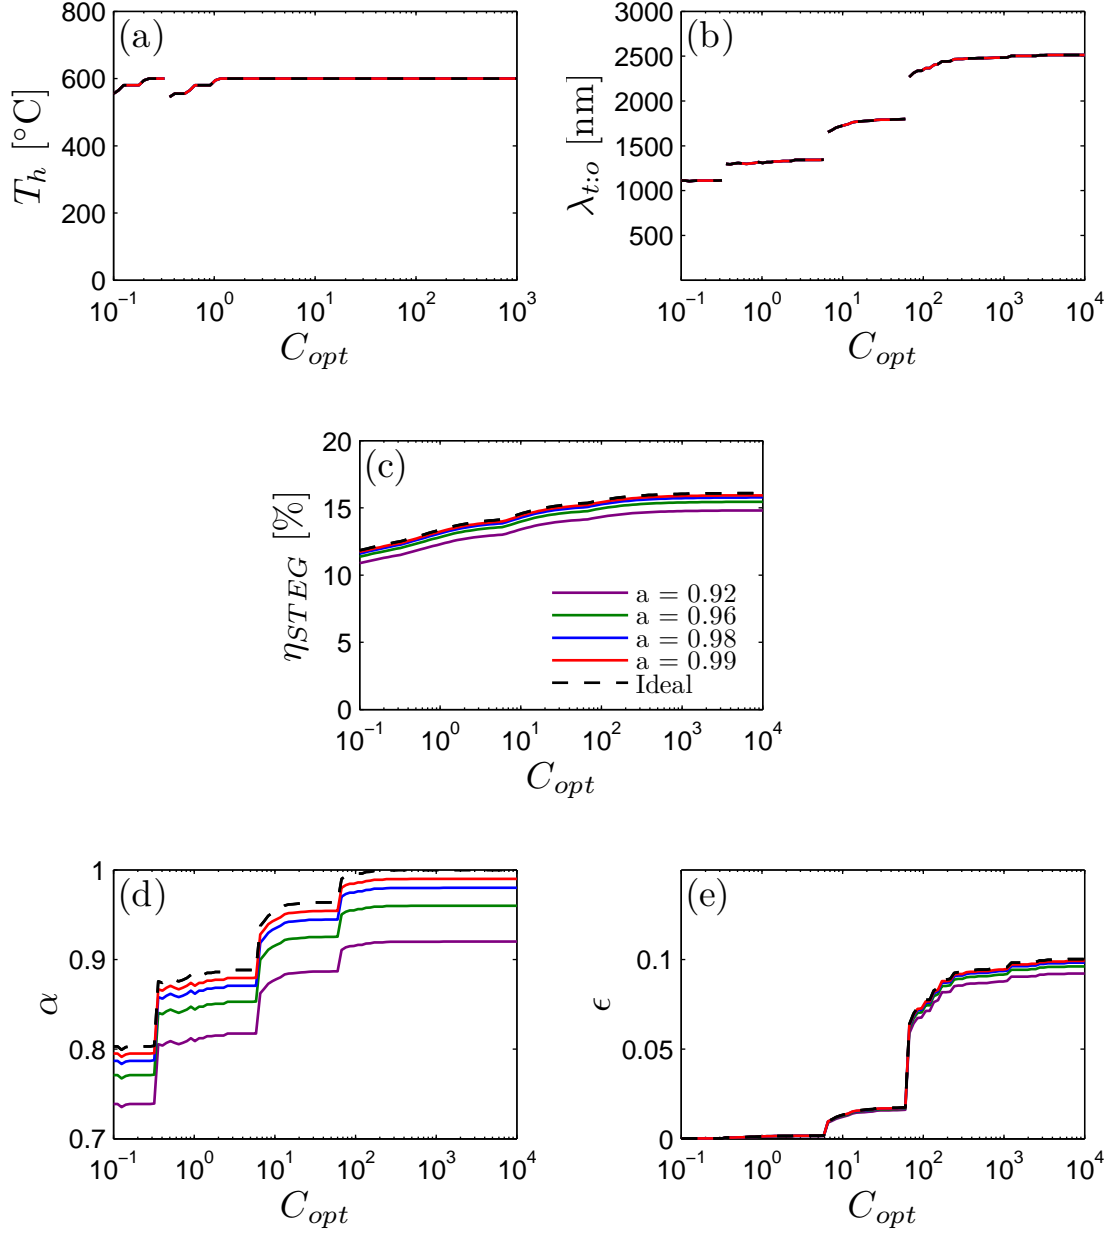 (a)
T_h [°C]
800
600
400
200
0
10^−1 10^0 10^1 10^2 10^3
C_opt
(b)
λ_t:o [nm]
3000
2500
2000
1500
1000
500
10^−1 10^0 10^1 10^2 10^3 10^4
C_opt
(c)
η_STEG [%]
20
15
10
5
0
a = 0.92
a = 0.96
a = 0.98
a = 0.99
Ideal
10^−1 10^0 10^1 10^2 10^3 10^4
C_opt
(d)
α
1
0.9
0.8
0.7
10^−1 10^0 10^1 10^2 10^3 10^4
C_opt
(e)
ϵ
0.1
0.05
0
10^−1 10^0 10^1 10^2 10^3 10^4
C_opt